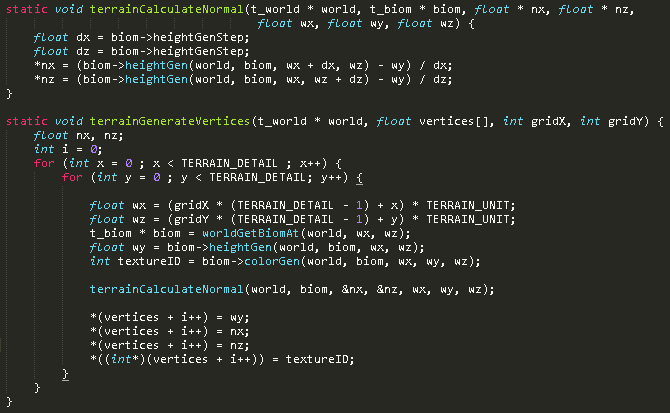 static void terrainCalculateNormal(t_world * world, t_biom * biom, float * nx, float * nz,
                                    float wx, float wy, float wz) {
    float dx = biom->heightGenStep;
    float dz = biom->heightGenStep;
    *nx = (biom->heightGen(world, biom, wx + dx, wz) - wy) / dx;
    *nz = (biom->heightGen(world, biom, wx, wz + dz) - wy) / dz;
}

static void terrainGenerateVertices(t_world * world, float vertices[], int gridX, int gridY) {
    float nx, nz;
    int i = 0;
    for (int x = 0 ; x < TERRAIN_DETAIL ; x++) {
        for (int y = 0 ; y < TERRAIN_DETAIL; y++) {

            float wx = (gridX * (TERRAIN_DETAIL - 1) + x) * TERRAIN_UNIT;
            float wz = (gridY * (TERRAIN_DETAIL - 1) + y) * TERRAIN_UNIT;
            t_biom * biom = worldGetBiomAt(world, wx, wz);
            float wy = biom->heightGen(world, biom, wx, wz);
            int textureID = biom->colorGen(world, biom, wx, wy, wz);

            terrainCalculateNormal(world, biom, &nx, &nz, wx, wy, wz);

            *(vertices + i++) = wy;
            *(vertices + i++) = nx;
            *(vertices + i++) = nz;
            *((int*)(vertices + i++)) = textureID;
        }
    }
}